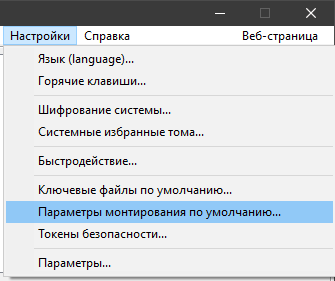 Настройки Справка Веб-страница
Язык (language)...
Горячие клавиши...
Шифрование системы...
Системные избранные тома...
Быстродействие...
Ключевые файлы по умолчанию...
Параметры монтирования по умолчанию...
Токены безопасности...
Параметры...